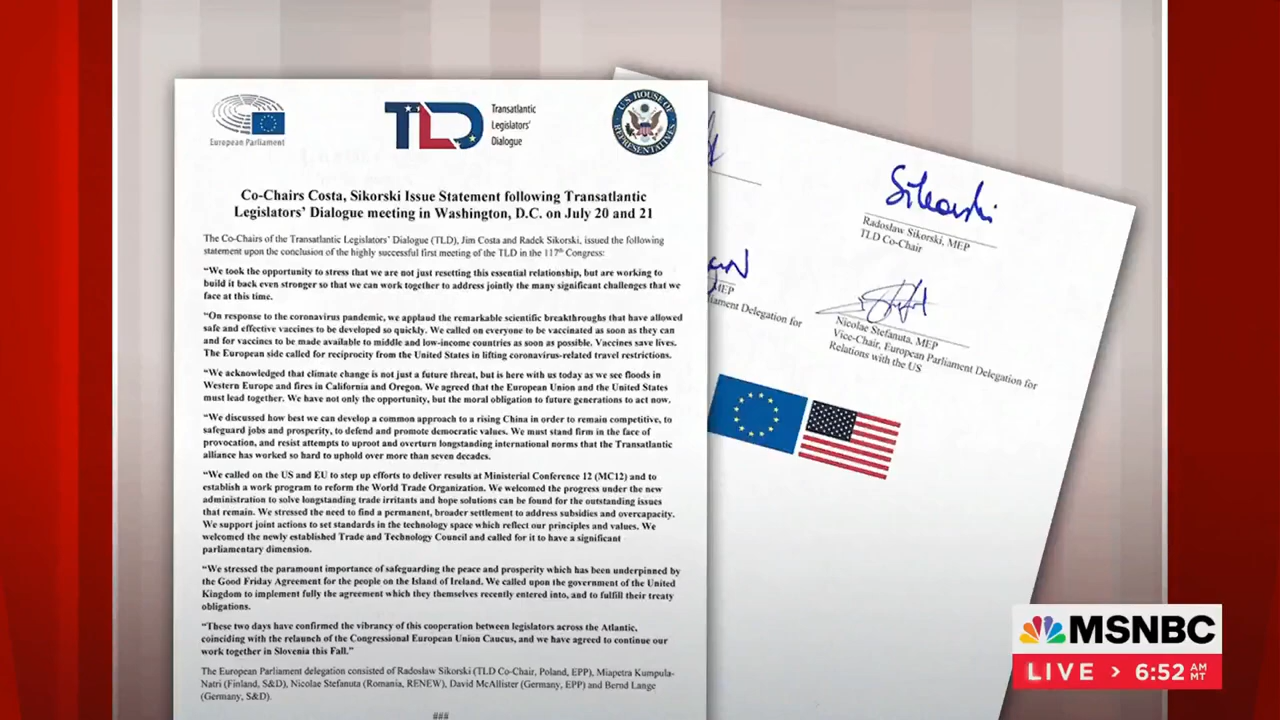 European Parliament
TLD
Transatlantic
Legislators'
Dialogue
U.S. HOUSE OF REPRESENTATIVES
Co-Chairs Costa, Sikorski Issue Statement following Transatlantic
Legislators' Dialogue meeting in Washington, D.C. on July 20 and 21
The Co-Chairs of the Transatlantic Legislators' Dialogue (TLD), Jim Costa and Radek Sikorski, issued the following
statement upon the conclusion of the highly successful first meeting of the TLD in the 117th Congress:
"We took the opportunity to stress that we are not just resetting this essential relationship, but are working to
build it back even stronger so that we can work together to address jointly the many significant challenges that we
face at this time.
"On response to the coronavirus pandemic, we applaud the remarkable scientific breakthroughs that have allowed
safe and effective vaccines to be developed so quickly. We called on everyone to be vaccinated as soon as they can
and for vaccines to be made available to middle and low-income countries as soon as possible. Vaccines save lives.
The European side called for reciprocity from the United States in lifting coronavirus-related travel restrictions.
"We acknowledged that climate change is not just a future threat, but is here with us today as we see floods in
Western Europe and fires in California and Oregon. We agreed that the European Union and the United States
must lead together. We have not only the opportunity, but the moral obligation to future generations to act now.
"We discussed how best we can develop a common approach to a rising China in order to remain competitive, to
safeguard jobs and prosperity, to defend and promote democratic values. We must stand firm in the face of
provocation, and resist attempts to uproot and overturn longstanding international norms that the Transatlantic
alliance has worked so hard to uphold over more than seven decades.
"We called on the US and EU to step up efforts to deliver results at Ministerial Conference 12 (MC12) and to
establish a work program to reform the World Trade Organization. We welcomed the progress under the new
administration to solve longstanding trade irritants and hope solutions can be found for the outstanding issues
that remain. We stressed the need to find a permanent, broader settlement to address subsidies and overcapacity.
We support joint actions to set standards in the technology space which reflect our principles and values. We
welcomed the newly established Trade and Technology Council and called for it to have a significant
parliamentary dimension.
"We stressed the paramount importance of safeguarding the peace and prosperity which has been underpinned by
the Good Friday Agreement for the people on the Island of Ireland. We called upon the government of the United
Kingdom to implement fully the agreement which they themselves recently entered into, and to fulfill their treaty
obligations.
"These two days have confirmed the vibrancy of this cooperation between legislators across the Atlantic,
coinciding with the relaunch of the Congressional European Union Caucus, and we have agreed to continue our
work together in Slovenia this Fall."
The European Parliament delegation consisted of Radosław Sikorski (TLD Co-Chair, Poland, EPP), Miapetra Kumpula-
Natri (Finland, S&D), Nicolae Stefanuta (Romania, RENEW), David McAllister (Germany, EPP) and Bernd Lange
(Germany, S&D).
###
Sikorski
Radosław Sikorski, MEP
TLD Co-Chair
MEP
Delegation for
Nicolae Stefanuta, MEP
Vice-Chair, European Parliament Delegation for
Relations with the US
MSNBC
LIVE > 6:52 AM MT